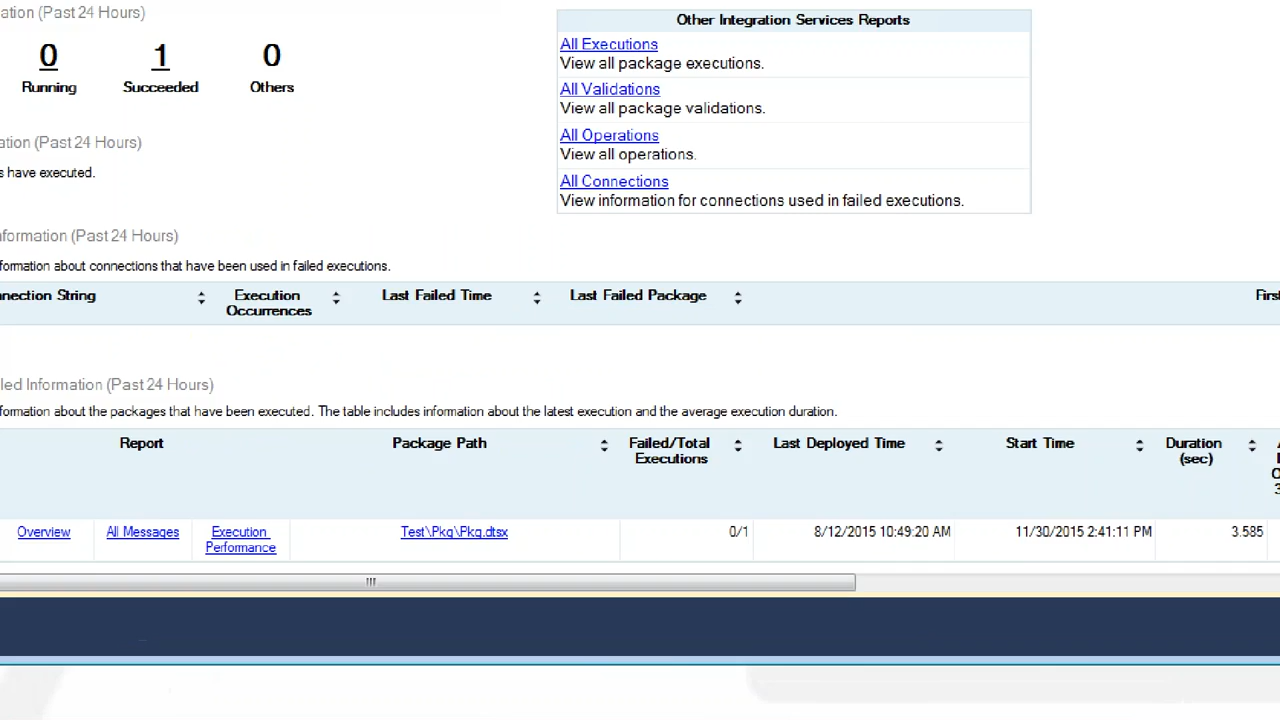 ation (Past 24 Hours)
0 1 0
Running Succeeded Others
Other Integration Services Reports
All Executions
View all package executions.
All Validations
View all package validations.
All Operations
View all operations.
All Connections
View information for connections used in failed executions.
ation (Past 24 Hours)
s have executed.
nformation (Past 24 Hours)
formation about connections that have been used in failed executions.
nnection String Execution Last Failed Time Last Failed Package First
Occurrences
led Information (Past 24 Hours)
formation about the packages that have been executed. The table includes information about the latest execution and the average execution duration.
Report Package Path Failed/Total Last Deployed Time Start Time Duration
Executions (sec)
Overview All Messages Execution Test\Pkg\Pkg.dtsx 0/1 8/12/2015 10:49:20 AM 11/30/2015 2:41:11 PM 3.585
Performance